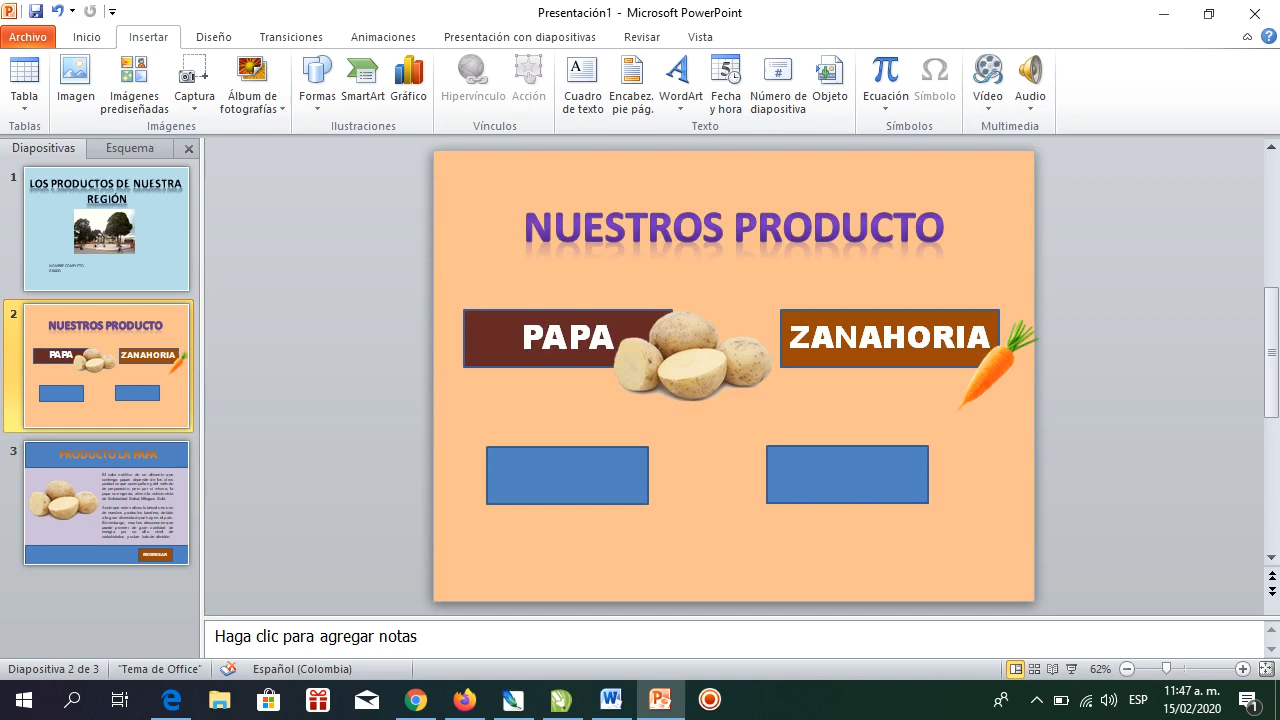 Presentación1 - Microsoft PowerPoint
Archivo Inicio Insertar Diseño Transiciones Animaciones Presentación con diapositivas Revisar Vista
Tabla
Imagen
Imágenes
prediseñadas
Captura
Álbum de
fotografías
Formas
SmartArt
Gráfico
Hipervínculo
Acción
Cuadro
de texto
Encabez.
pie pág.
WordArt
Fecha
y hora
Número de
diapositiva
Objeto
Ecuación
Símbolo
Vídeo
Audio
Tablas Imágenes Ilustraciones Vínculos Texto Símbolos Multimedia
Diapositivas Esquema
1
LOS PRODUCTOS DE NUESTRA
REGIÓN
2
NUESTROS PRODUCTO
PAPA ZANAHORIA
3
PRODUCTO LA PAPA
REGRESAR
NUESTROS PRODUCTO
PAPA
ZANAHORIA
Haga clic para agregar notas
Diapositiva 2 de 3 "Tema de Office" Español (Colombia) 62%
ESP
11:47 a. m.
15/02/2020
1